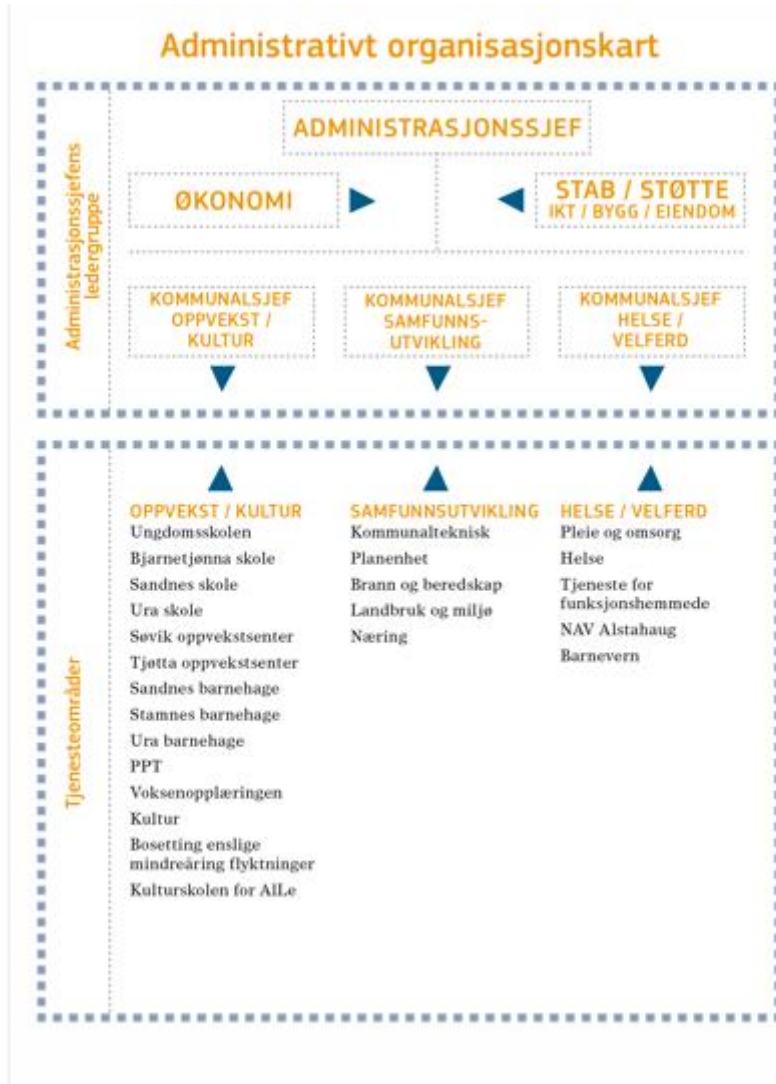 Administrativt organisasjonskart
Administrasjonssjefens
ledergruppe
ADMINISTRASJONSSJEF
ØKONOMI
STAB / STØTTE
IKT / BYGG / EIENDOM
KOMMUNALSJEF
OPPVEKST /
KULTUR
KOMMUNALSJEF
SAMFUNNS-
UTVIKLING
KOMMUNALSJEF
HELSE /
VELFERD
Tjenesteområder
OPPVEKST / KULTUR
Ungdomsskolen
Bjarnetjønna skole
Sandnes skole
Ura skole
Søvik oppvekstsenter
Tjøtta oppvekstsenter
Sandnes barnehage
Stamnes barnehage
Ura barnehage
PPT
Voksenopplæringen
Kultur
Bosetting enslige
mindreåring flyktninger
Kulturskolen for AlLe
SAMFUNNSUTVIKLING
Kommunalteknisk
Planenhet
Brann og beredskap
Landbruk og miljø
Næring
HELSE / VELFERD
Pleie og omsorg
Helse
Tjeneste for
funksjonshemmede
NAV Alstahaug
Barnevern